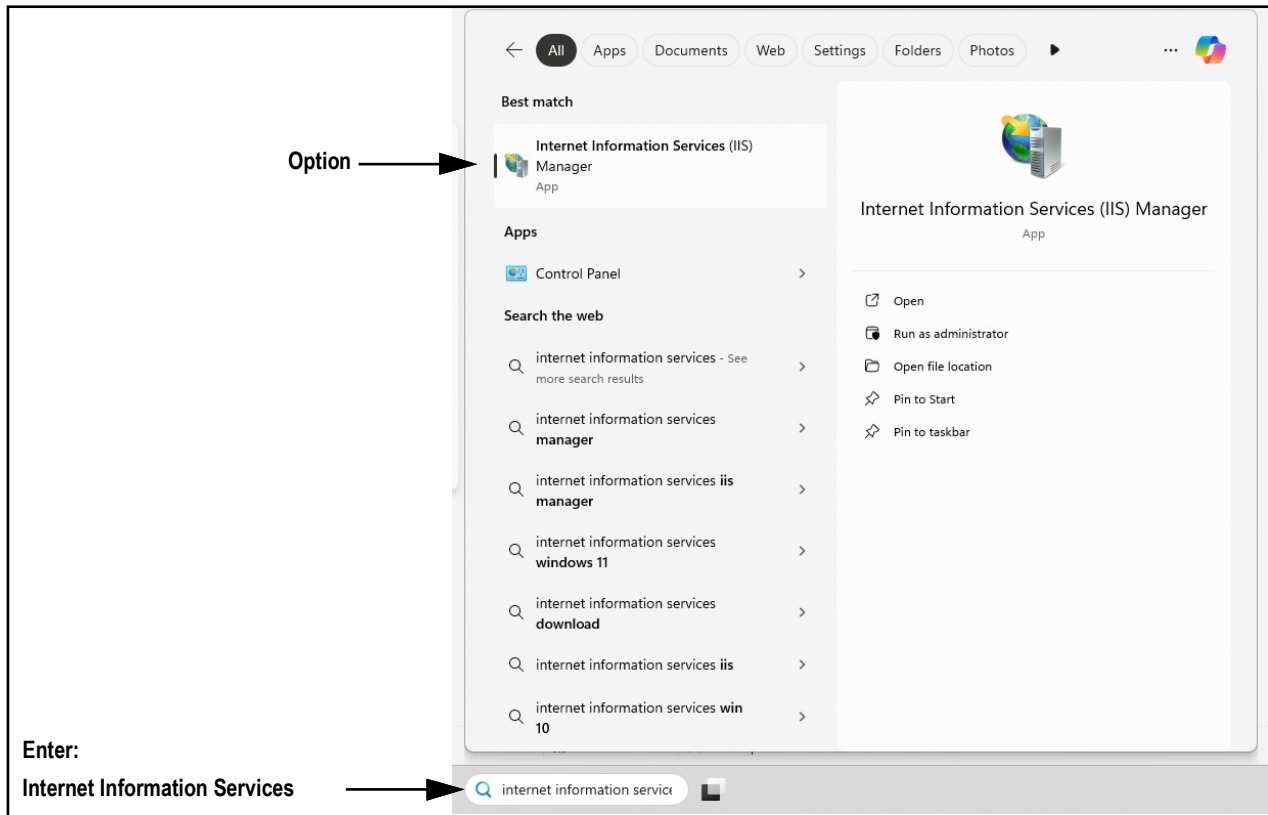 All
Apps
Documents
Web
Settings
Folders
Photos
...
Best match
Internet Information Services (IIS)
Manager
App
Option
Apps
Control Panel
Search the web
internet information services - See
more search results
internet information services
manager
internet information services iis
manager
internet information services
windows 11
internet information services
download
internet information services iis
internet information services win
10
Internet Information Services (IIS) Manager
App
Open
Run as administrator
Open file location
Pin to Start
Pin to taskbar
Enter:
Internet Information Services
internet information service